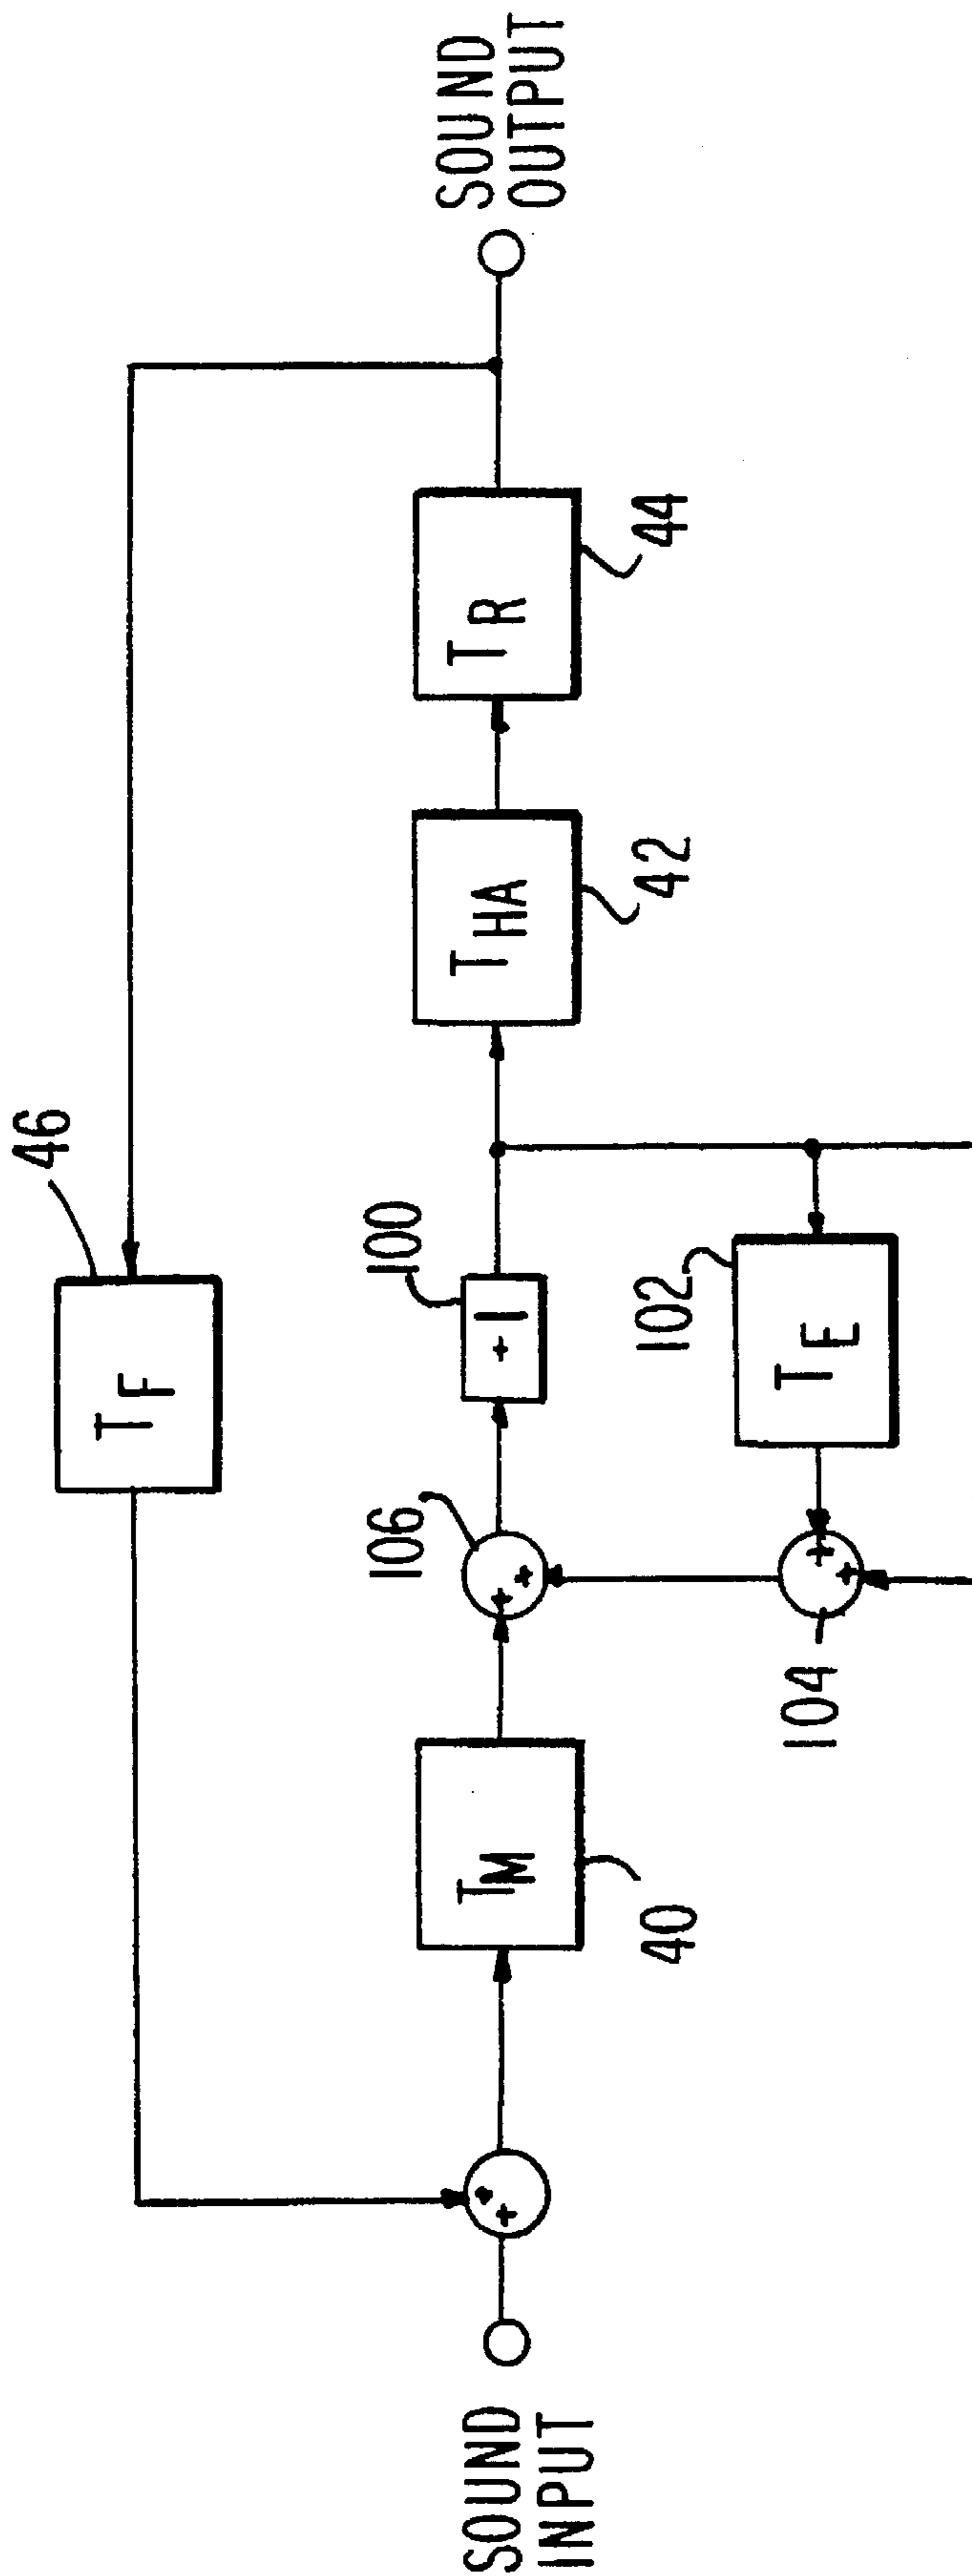 46
TF
SOUND
INPUT
+
+
TM
40
106
+
+
100
+1
THA
42
TR
44
SOUND
OUTPUT
104
+
+
102
TE